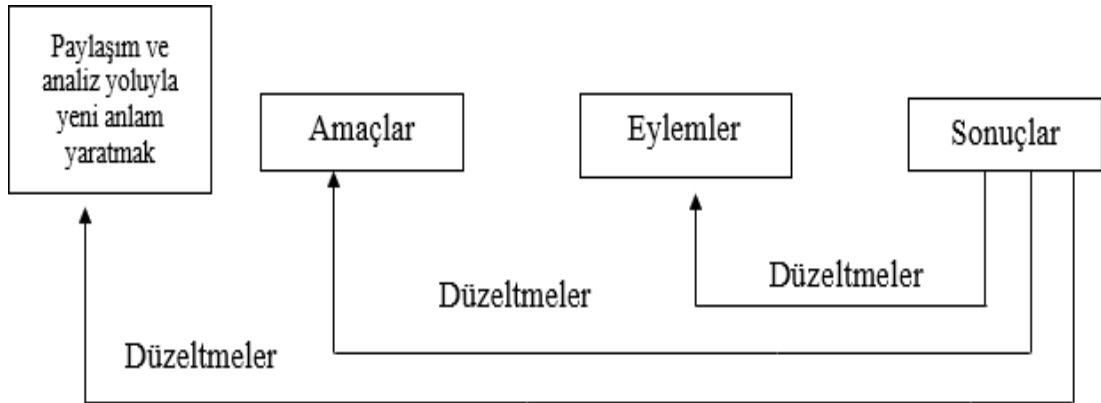 Paylaşım ve
analiz yoluyla
yeni anlam
yaratmak
Amaçlar
Eylemler
Sonuçlar
Düzeltmeler
Düzeltmeler
Düzeltmeler